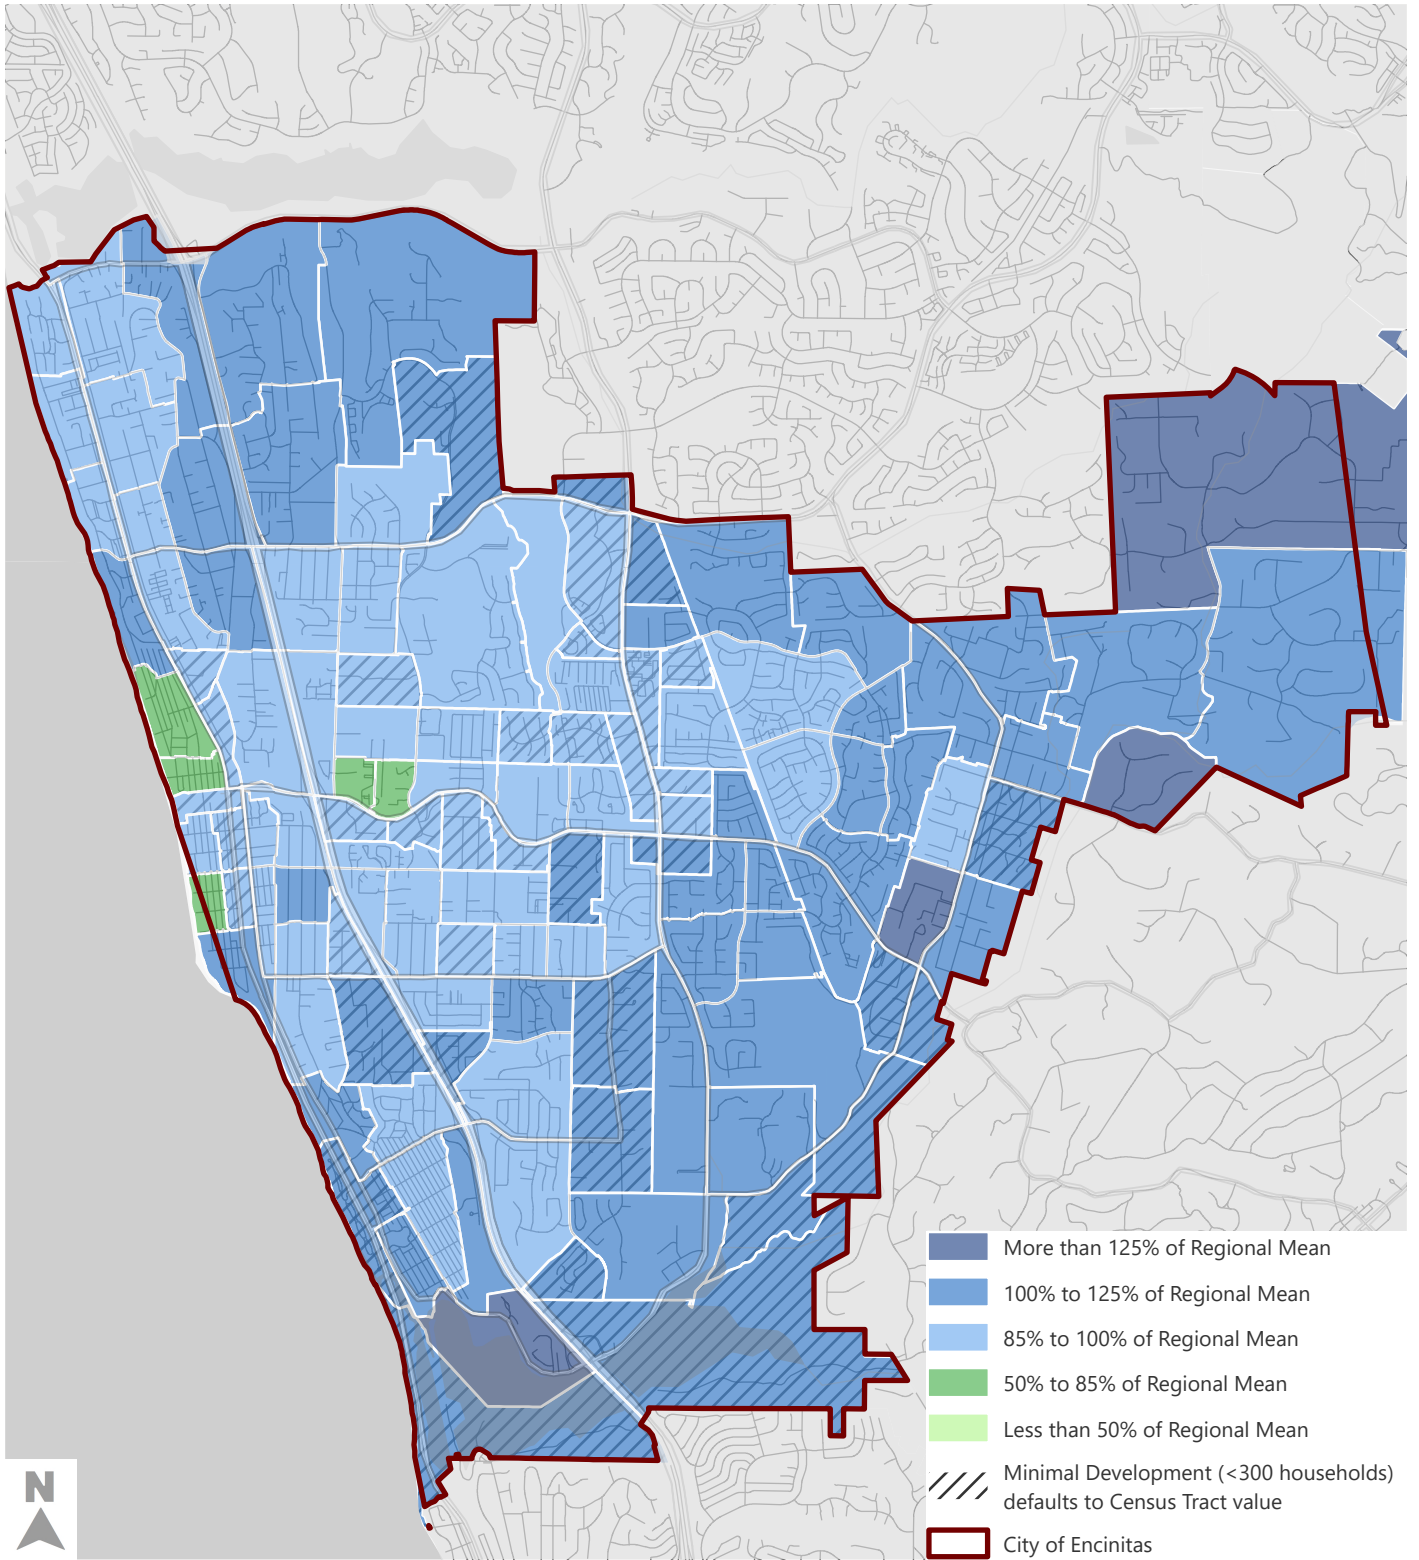 More than 125% of Regional Mean
100% to 125% of Regional Mean
85% to 100% of Regional Mean
50% to 85% of Regional Mean
Less than 50% of Regional Mean
Minimal Development (<300 households)
defaults to Census Tract value
City of Encinitas
N